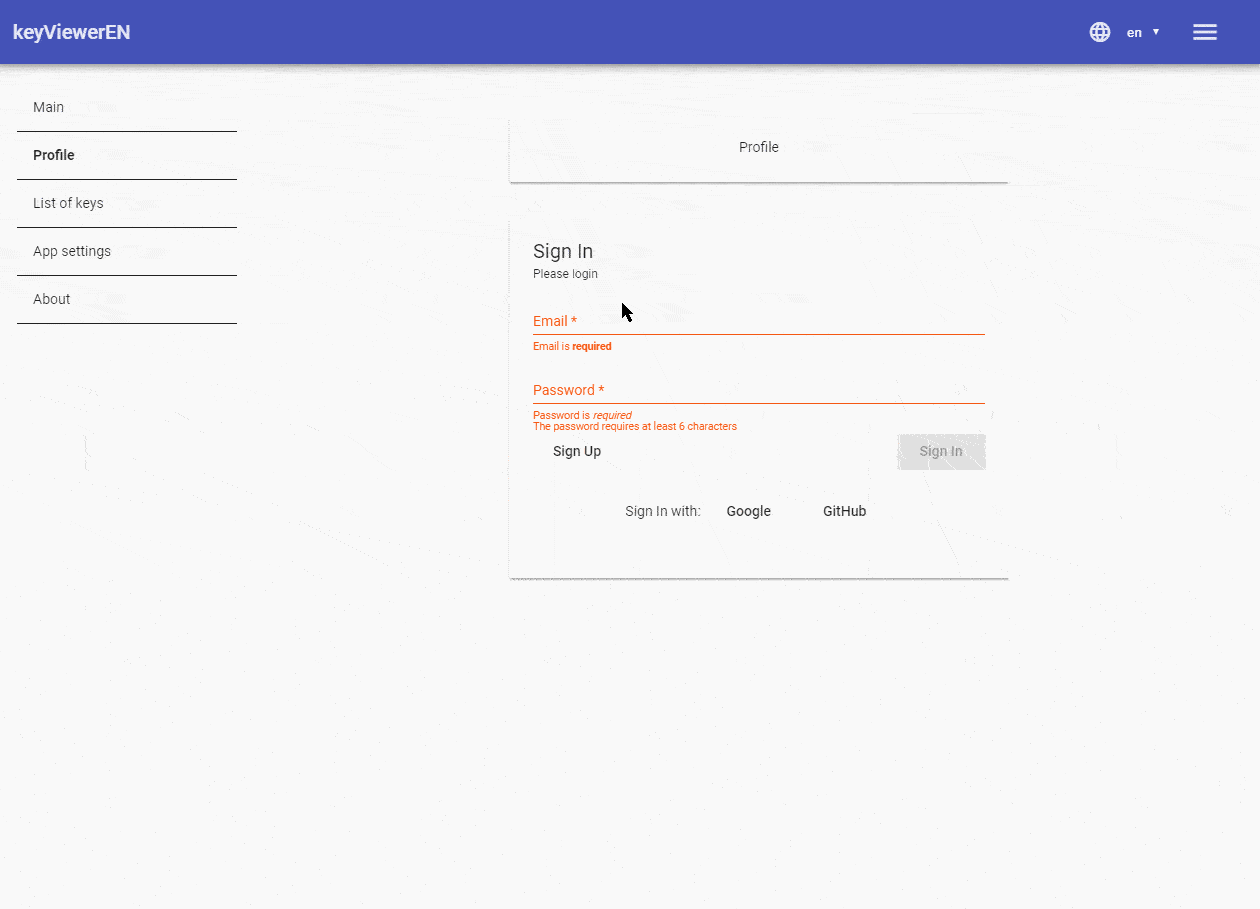 keyViewerEN
en
Main
Profile
List of keys
App settings
About
Profile
Sign In
Please login
Email *
Email is required
Password *
Password is required
The password requires at least 6 characters
Sign Up
Sign In
Sign In with: Google GitHub